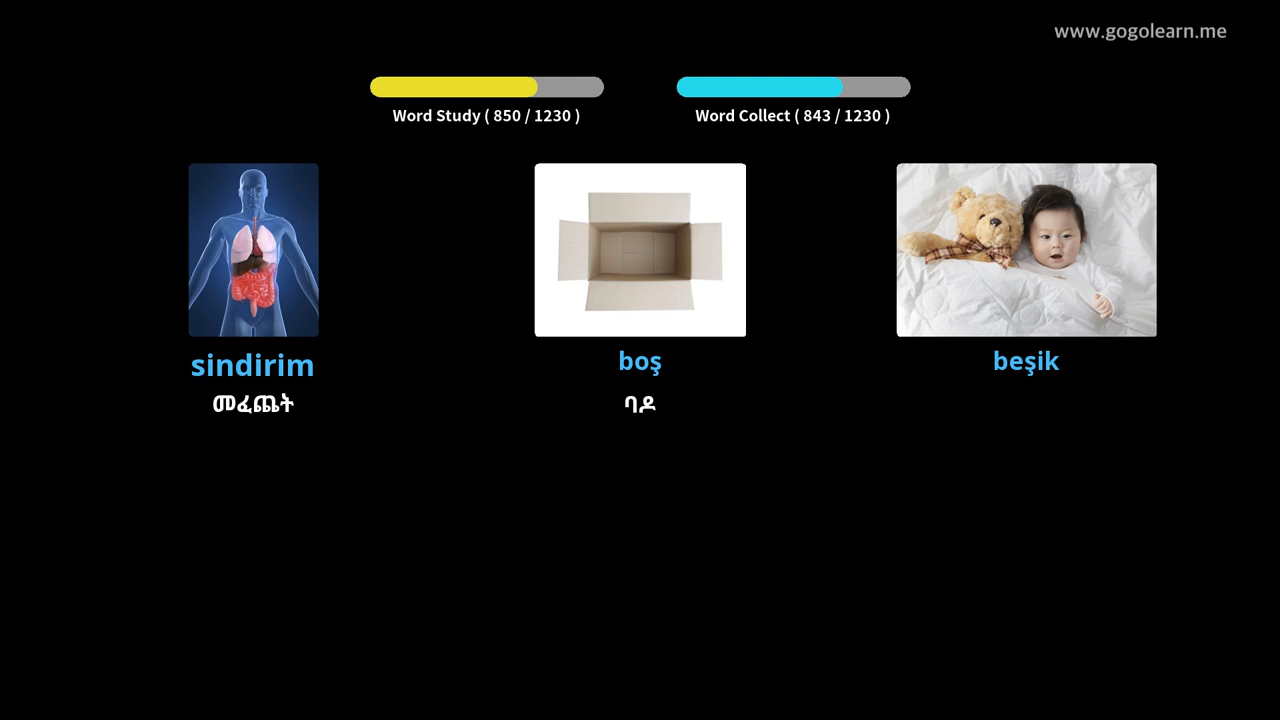 www.gogolearn.me
Word Study ( 850 / 1230 )
Word Collect ( 843 / 1230 )
sindirim
መፈጨት
boş
ባዶ
beşik